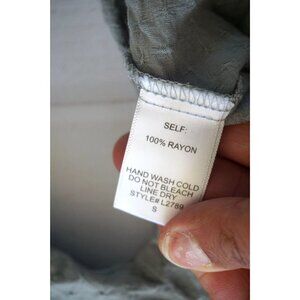 SELF:
100% RAYON
HAND WASH COLD
DO NOT BLEACH
LINE DRY
STYLE# L2789
S